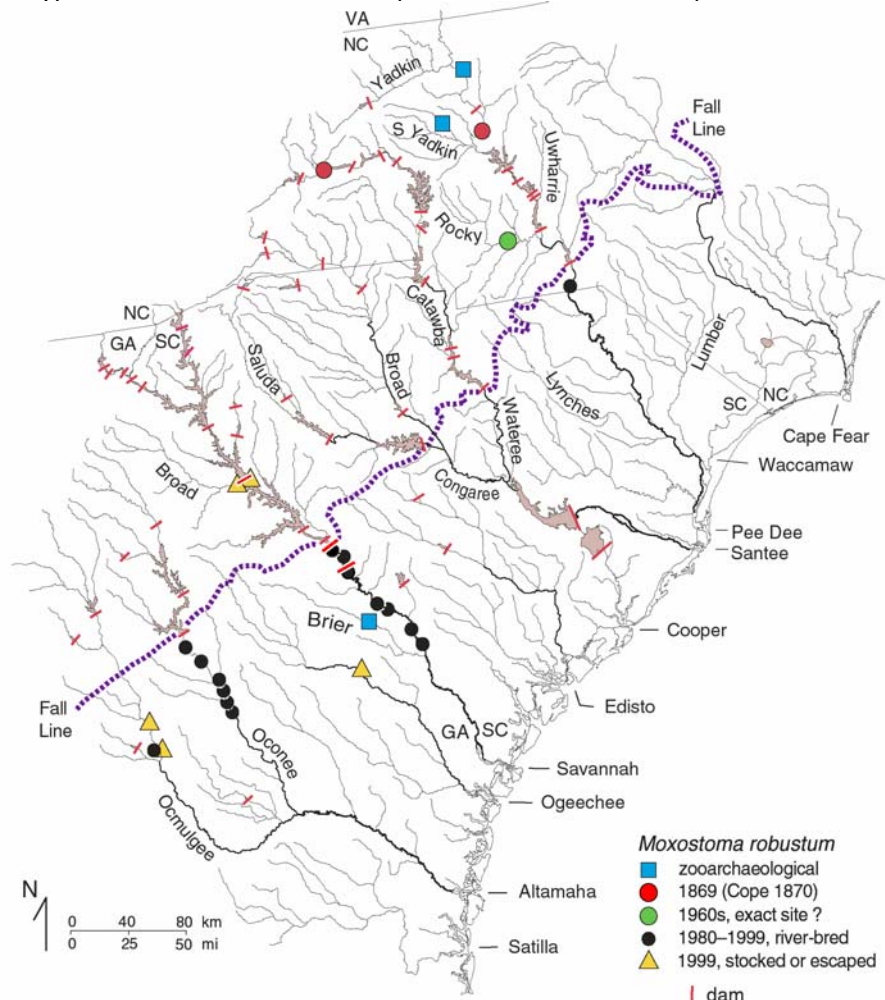 VA
NC
Yadkin
S Yadkin
Uwharrie
Fall
Line
Rocky
Catawba
NC
GA
SC
Saluda
Broad
Lynches
Lumber
SC
NC
Wateree
Cape Fear
Waccamaw
Broad
Congaree
Pee Dee
Santee
Brier
Cooper
Edisto
Fall
Line
Oconee
GA
SC
Savannah
Ogeechee
Ocmulgee
Altamaha
Satilla
N
0 40 80 km
0 25 50 mi
Moxostoma robustum
zooarchaeological
1869 (Cope 1870)
1960s, exact site ?
1980–1999, river-bred
1999, stocked or escaped
dam